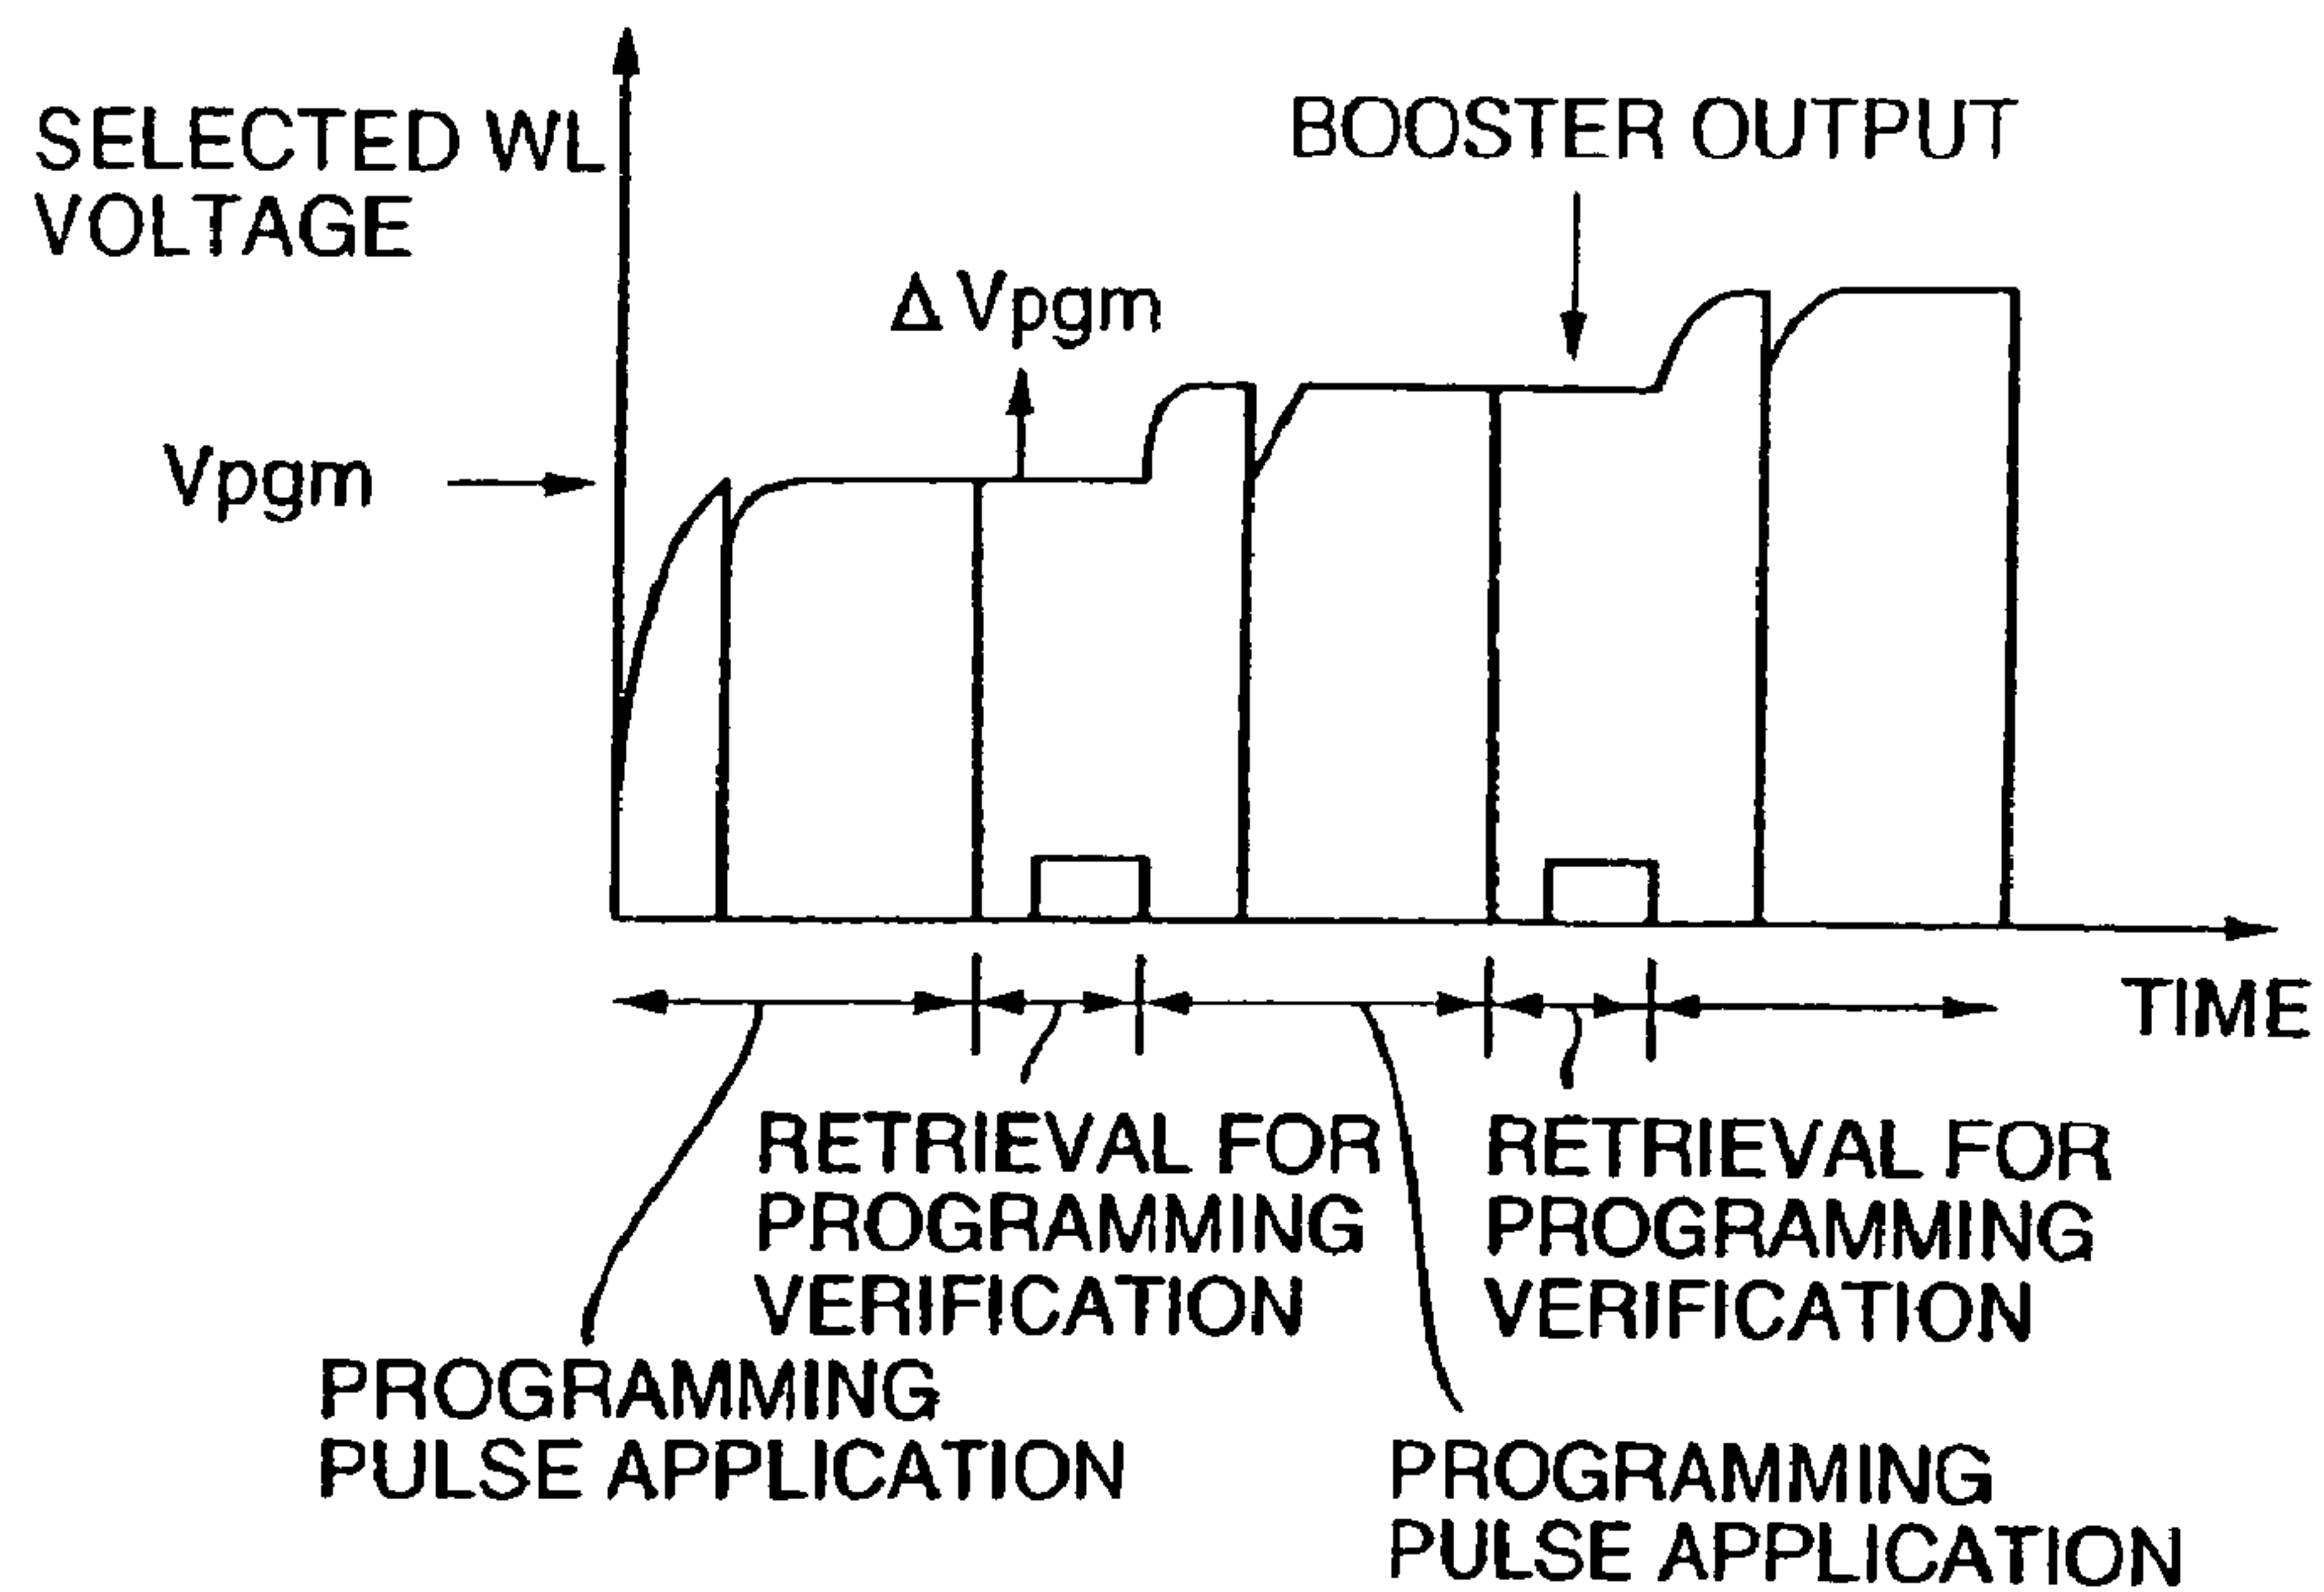 SELECTED WL
VOLTAGE
BOOSTER OUTPUT
Δ Vpgm
Vpgm
TIME
RETRIEVAL FOR
PROGRAMMING
VERIFICATION
RETRIEVAL FOR
PROGRAMMING
VERIFICATION
PROGRAMMING
PULSE APPLICATION
PROGRAMMING
PULSE APPLICATION